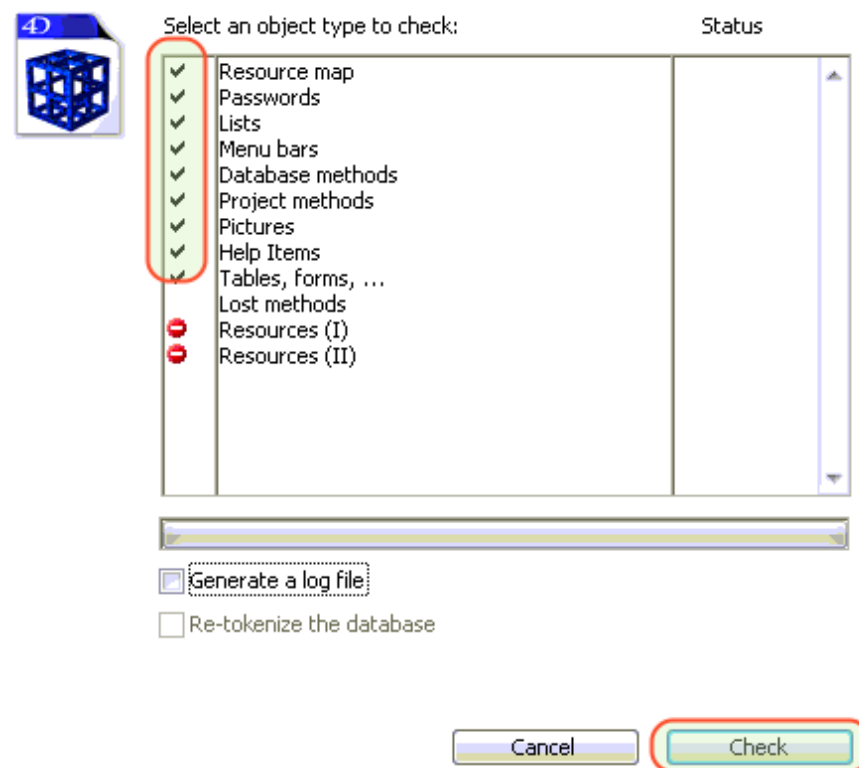 4D
Select an object type to check: Status
Resource map
Passwords
Lists
Menu bars
Database methods
Project methods
Pictures
Help Items
Tables, forms, ...
Lost methods
Resources (I)
Resources (II)
Generate a log file
Re-tokenize the database
Cancel Check